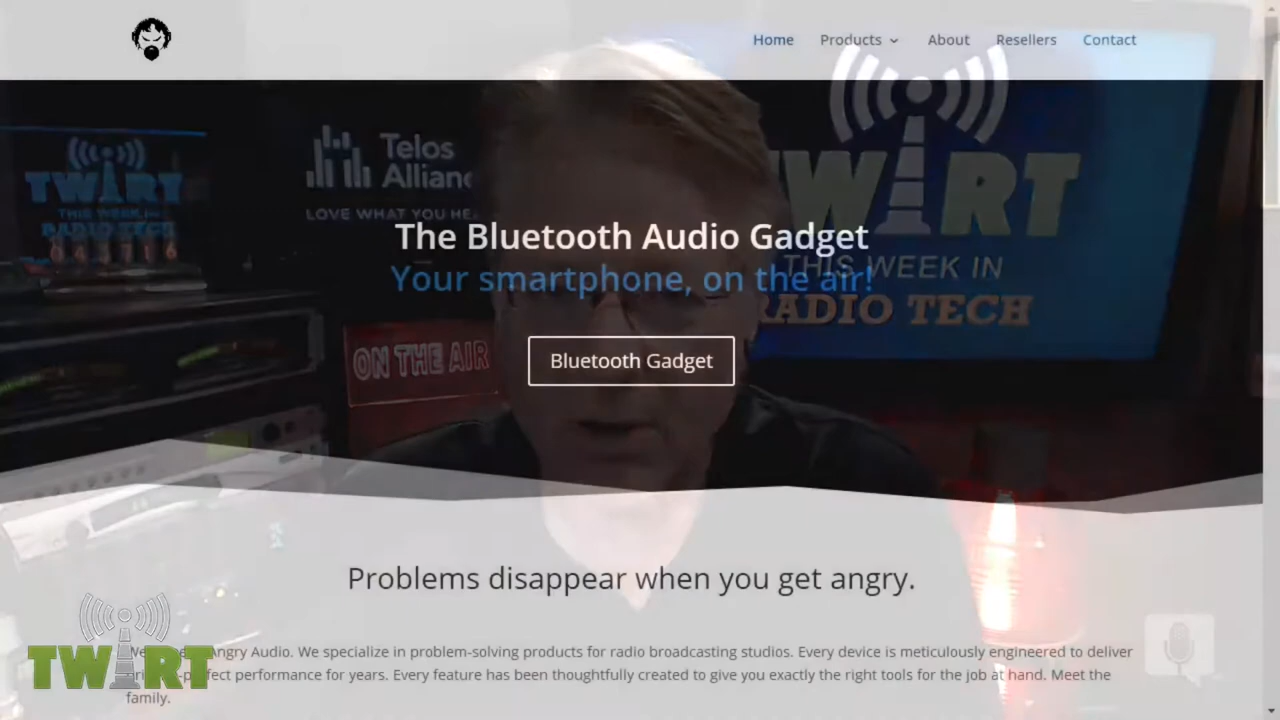 Home Products About Resellers Contact
Telos
Alliance
LOVE WHAT YOU HE
TWiRT
THIS WEEK IN
RADIO TECH
TWiRT
THIS WEEK IN
RADIO TECH
The Bluetooth Audio Gadget
Your smartphone, on the air!
ON THE AIR
Bluetooth Gadget
Problems disappear when you get angry.
Angry Audio. We specialize in problem-solving products for radio broadcasting studios. Every device is meticulously engineered to deliver
performance for years. Every feature has been thoughtfully created to give you exactly the right tools for the job at hand. Meet the
family.
TWiRT